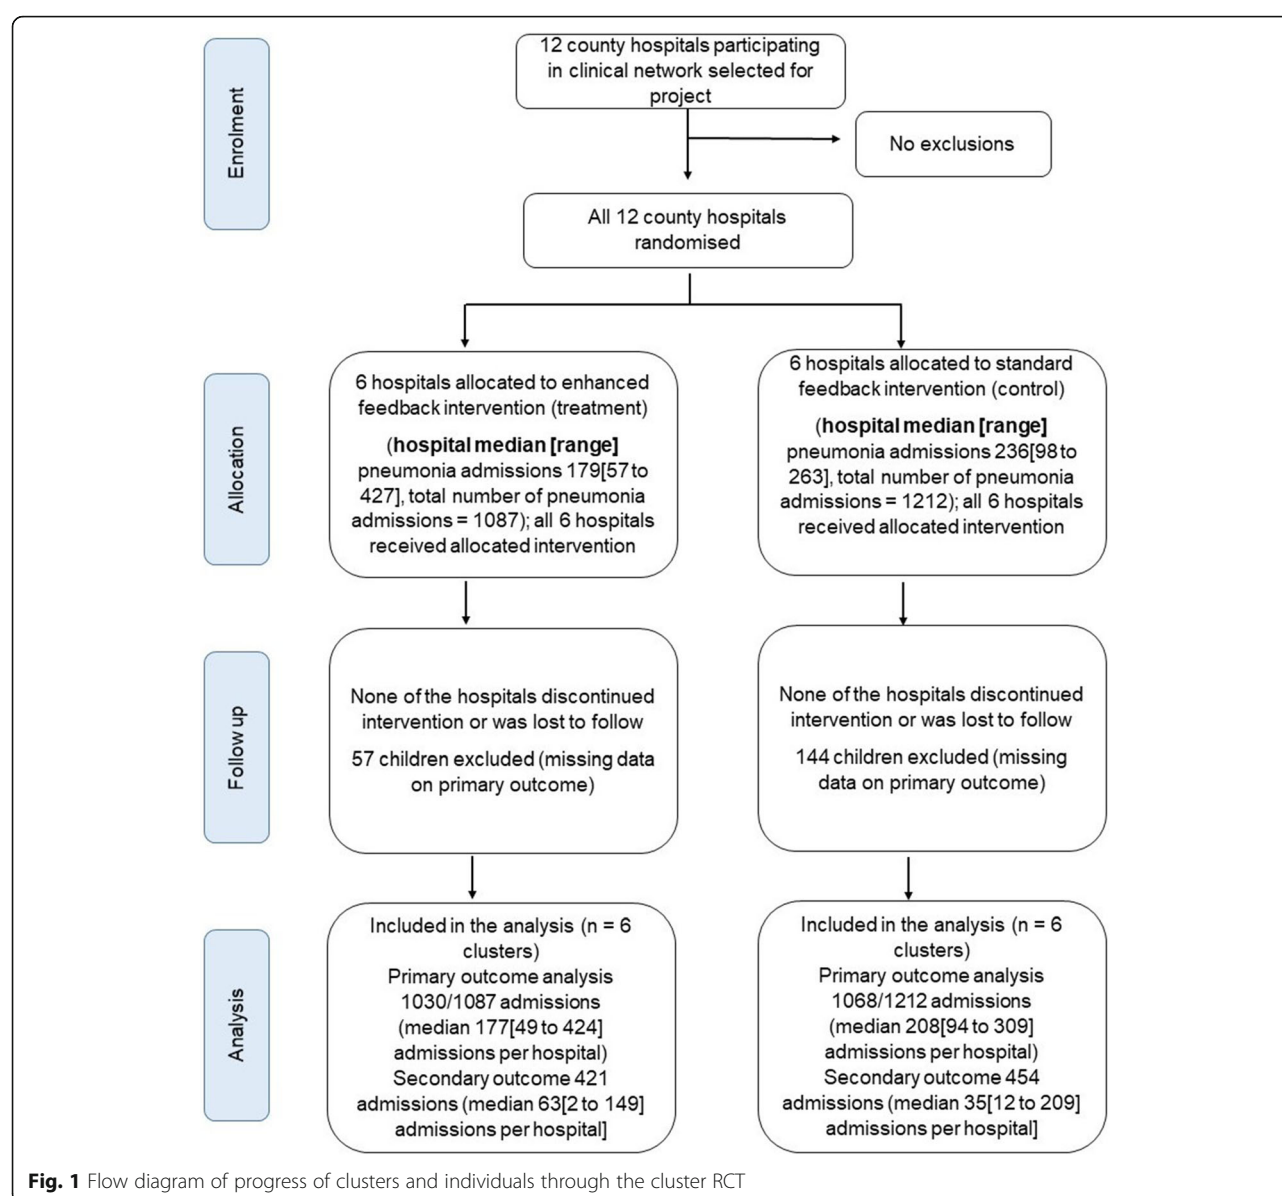 Enrolment
12 county hospitals participating
in clinical network selected for
project
No exclusions
All 12 county hospitals
randomised
Allocation
6 hospitals allocated to enhanced
feedback intervention (treatment)
(hospital median [range]
pneumonia admissions 179[57 to
427], total number of pneumonia
admissions = 1087); all 6 hospitals
received allocated intervention
6 hospitals allocated to standard
feedback intervention (control)
(hospital median [range]
pneumonia admissions 236[98 to
263], total number of pneumonia
admissions = 1212); all 6 hospitals
received allocated intervention
Follow up
None of the hospitals discontinued
intervention or was lost to follow
57 children excluded (missing data
on primary outcome)
None of the hospitals discontinued
intervention or was lost to follow
144 children excluded (missing
data on primary outcome)
Analysis
Included in the analysis (n = 6
clusters)
Primary outcome analysis
1030/1087 admissions
(median 177[49 to 424]
admissions per hospital)
Secondary outcome 421
admissions (median 63[2 to 149]
admissions per hospital]
Included in the analysis (n = 6
clusters)
Primary outcome analysis
1068/1212 admissions
(median 208[94 to 309]
admissions per hospital)
Secondary outcome 454
admissions (median 35[12 to 209]
admissions per hospital]
Fig. 1 Flow diagram of progress of clusters and individuals through the cluster RCT